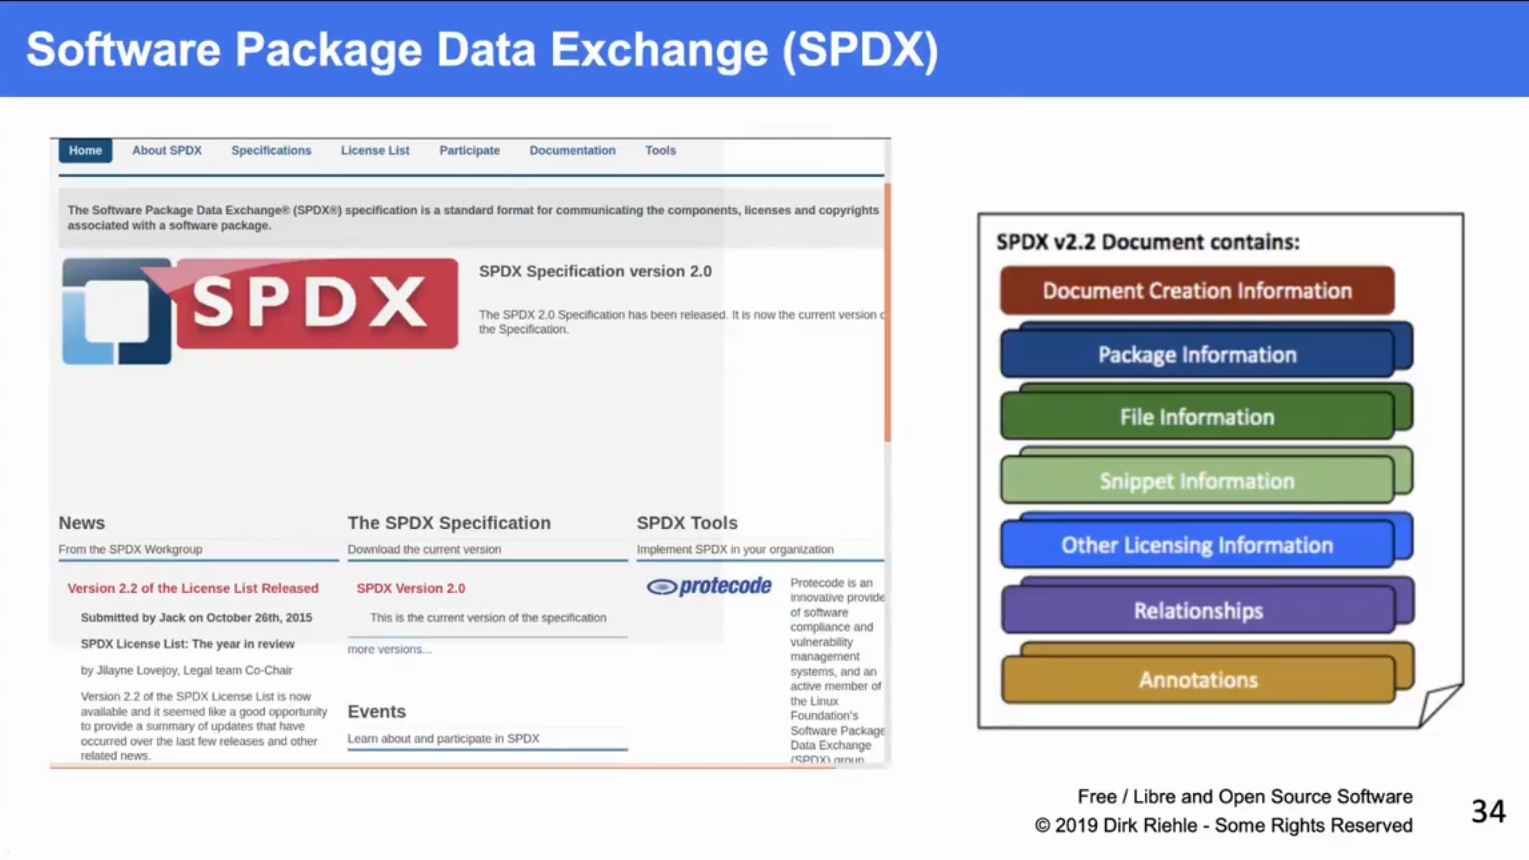 Software Package Data Exchange (SPDX)
Home About SPDX Specifications License List Participate Documentation Tools
The Software Package Data Exchange® (SPDX®) specification is a standard format for communicating the components, licenses and copyrights
associated with a software package.
SPDX
SPDX Specification version 2.0
The SPDX 2.0 Specification has been released. It is now the current version
the Specification.
News
From the SPDX Workgroup
Version 2.2 of the License List Released
Submitted by Jack on October 26th, 2015
SPDX License List: The year in review
by Jilayne Lovejoy, Legal team Co-Chair
Version 2.2 of the SPDX License List is now
available and it seemed like a good opportunity
to provide a summary of updates that have
occurred over the last few releases and other
related news.
The SPDX Specification
Download the current version
SPDX Version 2.0
This is the current version of the specification
more versions...
Events
Learn about and participate in SPDX
SPDX Tools
Implement SPDX in your organization
protecode
Protecode is an
innovative provide
of software
compliance and
vulnerability
management
systems, and an
active member of
the Linux
Foundation's
Software Package
Data Exchange
(SPDX) group
SPDX v2.2 Document contains:
Document Creation Information
Package Information
File Information
Snippet Information
Other Licensing Information
Relationships
Annotations
Free / Libre and Open Source Software
© 2019 Dirk Riehle - Some Rights Reserved
34